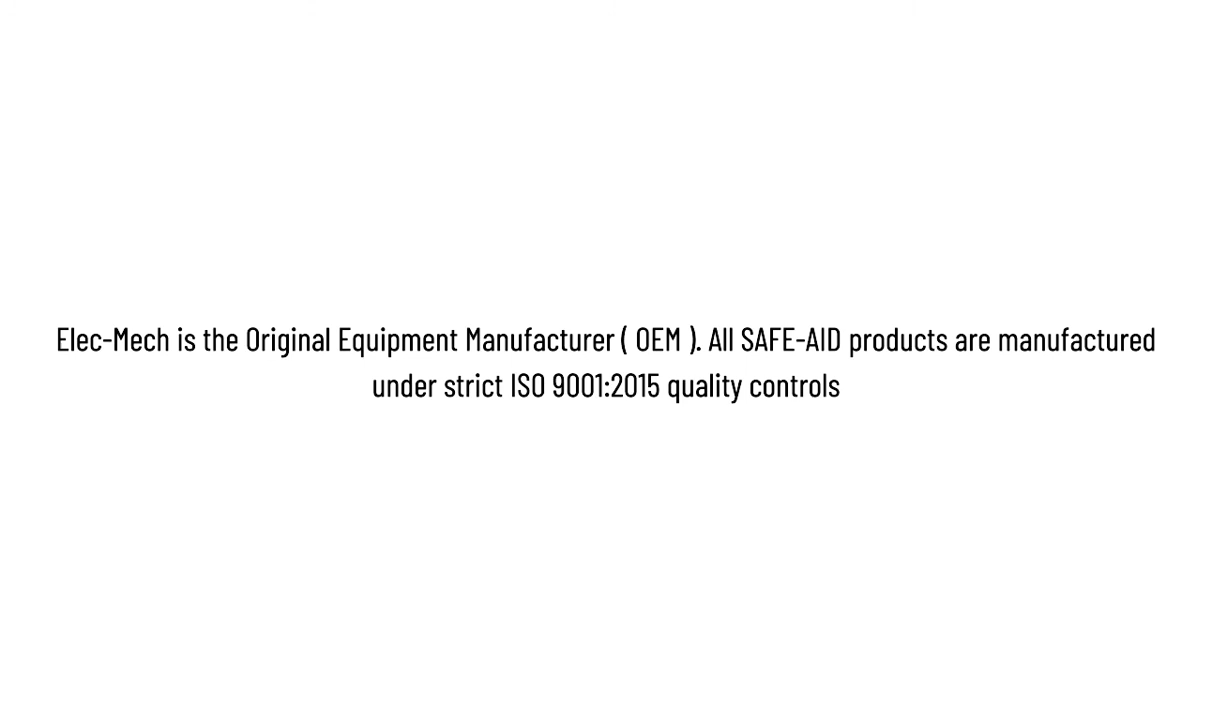 Elec-Mech is the Original Equipment Manufacturer ( OEM ). All SAFE-AID products are manufactured
under strict ISO 9001:2015 quality controls